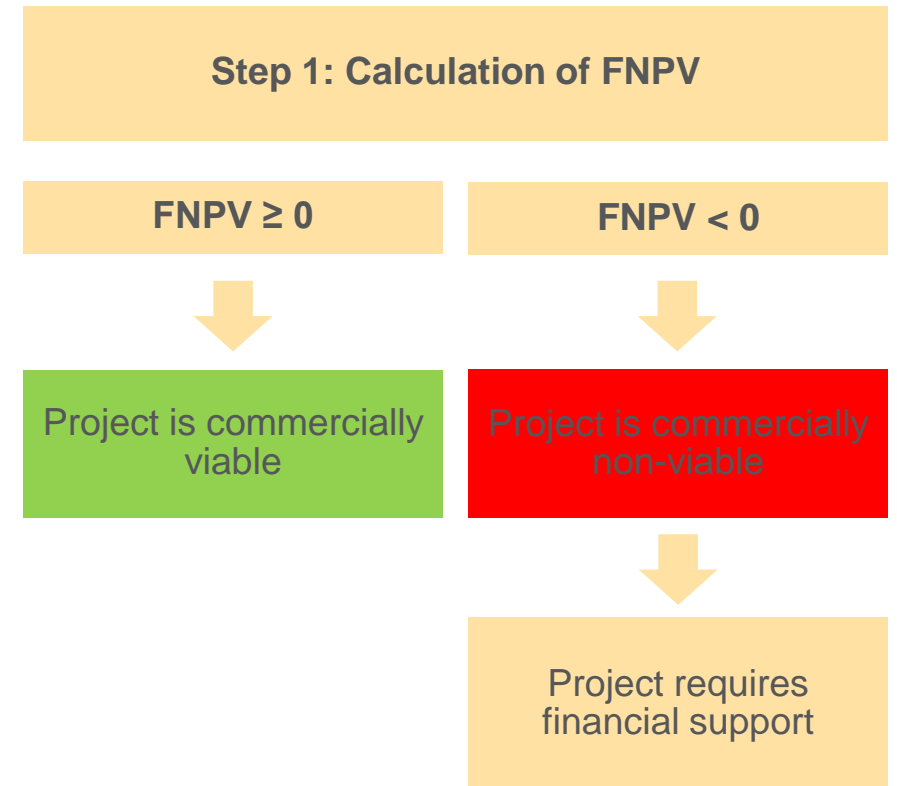 Step 1: Calculation of FNPV
FNPV ≥ 0
FNPV < 0
Project is commercially
viable
Project is commercially
non-viable
Project requires
financial support